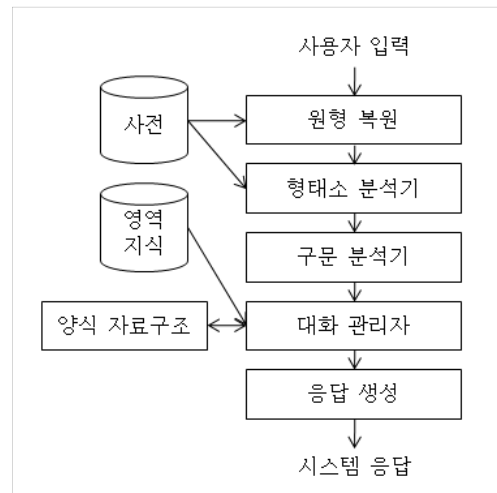 사용자 입력
사전
원형 복원
형태소 분석기
영역
지식
구문 분석기
양식 자료구조
대화 관리자
응답 생성
시스템 응답